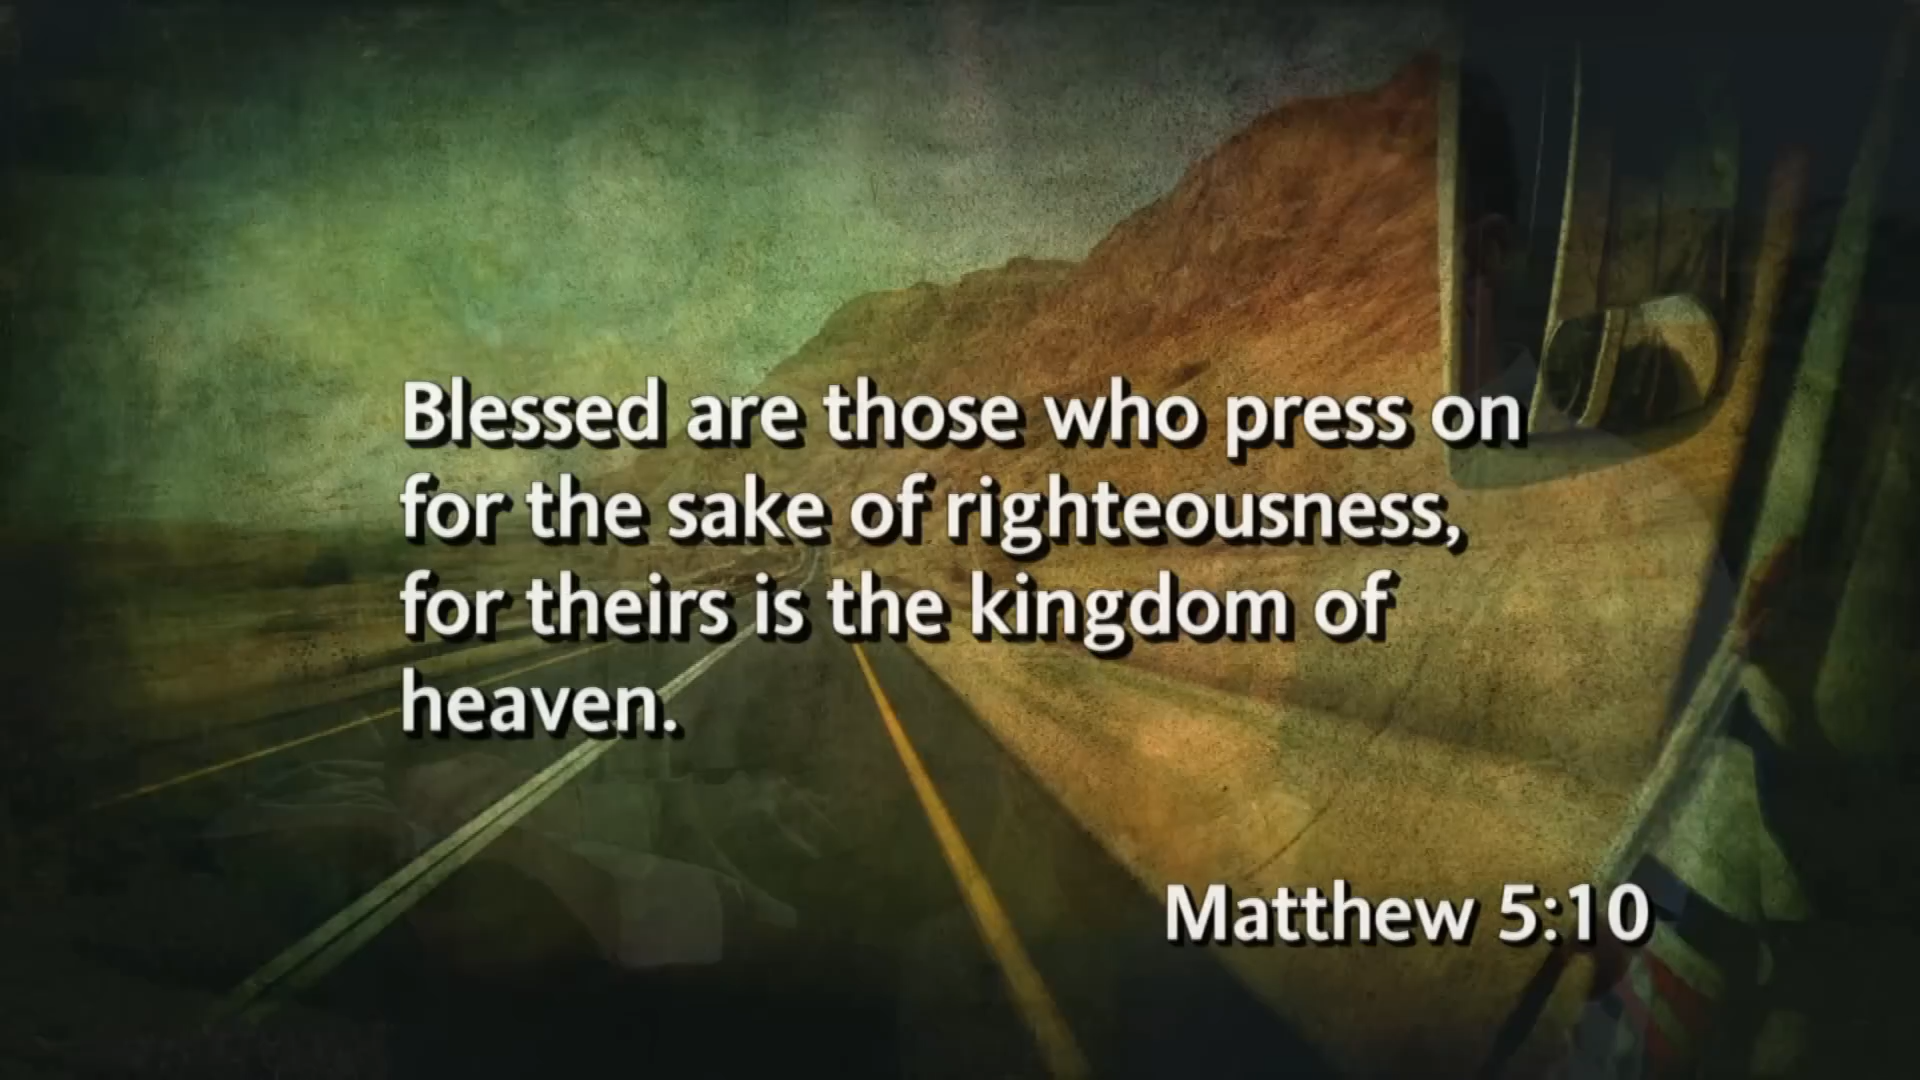 Blessed are those who press on
for the sake of righteousness,
for theirs is the kingdom of
heaven.
Matthew 5:10